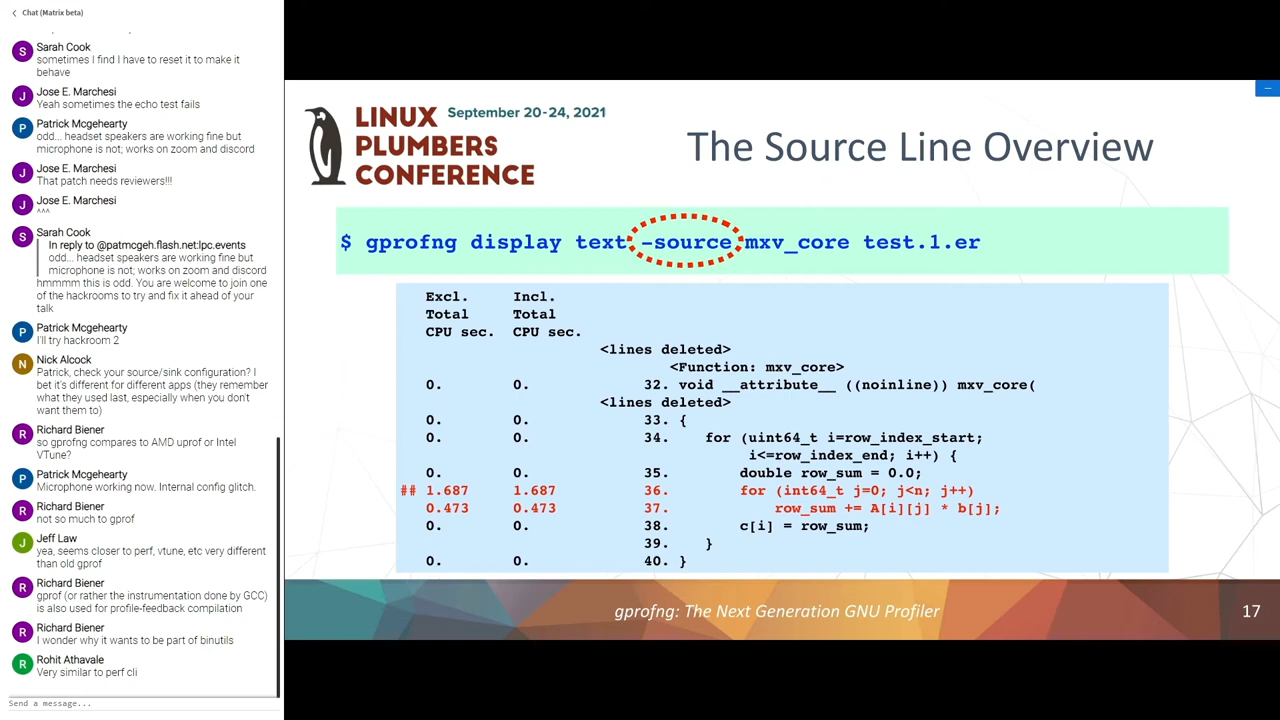 Chat (Matrix beta)
S
Sarah Cook
sometimes I find I have to reset it to make it
behave
J
Jose E. Marchesi
Yeah sometimes the echo test fails
P
Patrick Mcgehearty
odd... headset speakers are working fine but
microphone is not; works on zoom and discord
J
Jose E. Marchesi
That patch needs reviewers!!!
J
Jose E. Marchesi
^^^
S
Sarah Cook
In reply to @patmcgeh.flash.net:lpc.events
odd... headset speakers are working fine but
microphone is not; works on zoom and discord
hmmmm this is odd. You are welcome to join
one of the hackrooms to try and fix it ahead of your
talk
P
Patrick Mcgehearty
I'll try hackroom 2
N
Nick Alcock
Patrick, check your source/sink configuration? I
bet it's different for different apps (they remember
what they used last, especially when you don't
want them to)
R
Richard Biener
so gprofng compares to AMD uprof or Intel
VTune?
P
Patrick Mcgehearty
Microphone working now. Internal config glitch.
R
Richard Biener
not so much to gprof
J
Jeff Law
yea, seems closer to perf, vtune, etc very different
than old gprof
R
Richard Biener
gprof (or rather the instrumentation done by GCC)
is also used for profile-feedback compilation
R
Richard Biener
I wonder why it wants to be part of binutils
R
Rohit Athavale
Very similar to perf cli
Send a message...
LINUX
PLUMBERS
CONFERENCE
September 20-24, 2021
The Source Line Overview
$ gprofng display text -source mxv_core test.1.er
Excl. Incl.
Total Total
CPU sec. CPU sec.
<lines deleted>
<Function: mxv_core>
0. 0. 32. void __attribute__ ((noinline)) mxv_core(
<lines deleted>
0. 0. 33. {
0. 0. 34. for (uint64_t i=row_index_start;
i<=row_index_end; i++) {
0. 0. 35. double row_sum = 0.0;
## 1.687 1.687 36. for (int64_t j=0; j<n; j++)
0.473 0.473 37. row_sum += A[i][j] * b[j];
0. 0. 38. c[i] = row_sum;
39. }
0. 0. 40. }
gprofng: The Next Generation GNU Profiler
17